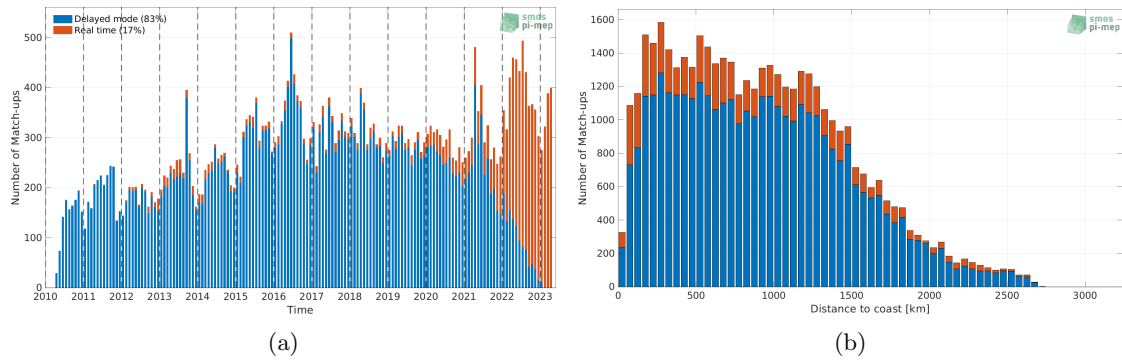 Delayed mode (83%)
Real time (17%)
smos
pi-mep
500
400
300
200
100
0
Number of Match-ups
2010 2011 2012 2013 2014 2015 2016 2017 2018 2019 2020 2021 2022 2023
Time
(a)
smos
pi-mep
1600
1400
1200
1000
800
600
400
200
0
Number of Match-ups
0 500 1000 1500 2000 2500 3000
Distance to coast [km]
(b)